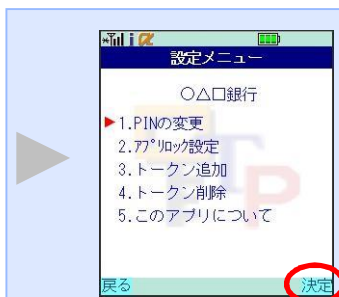 i α
設定メニュー
○△□銀行
1.PINの変更
2.ｱﾌﾟﾘﾛｯｸ設定
3.トークン追加
4.トークン削除
5.このアプリについて
戻る 決定